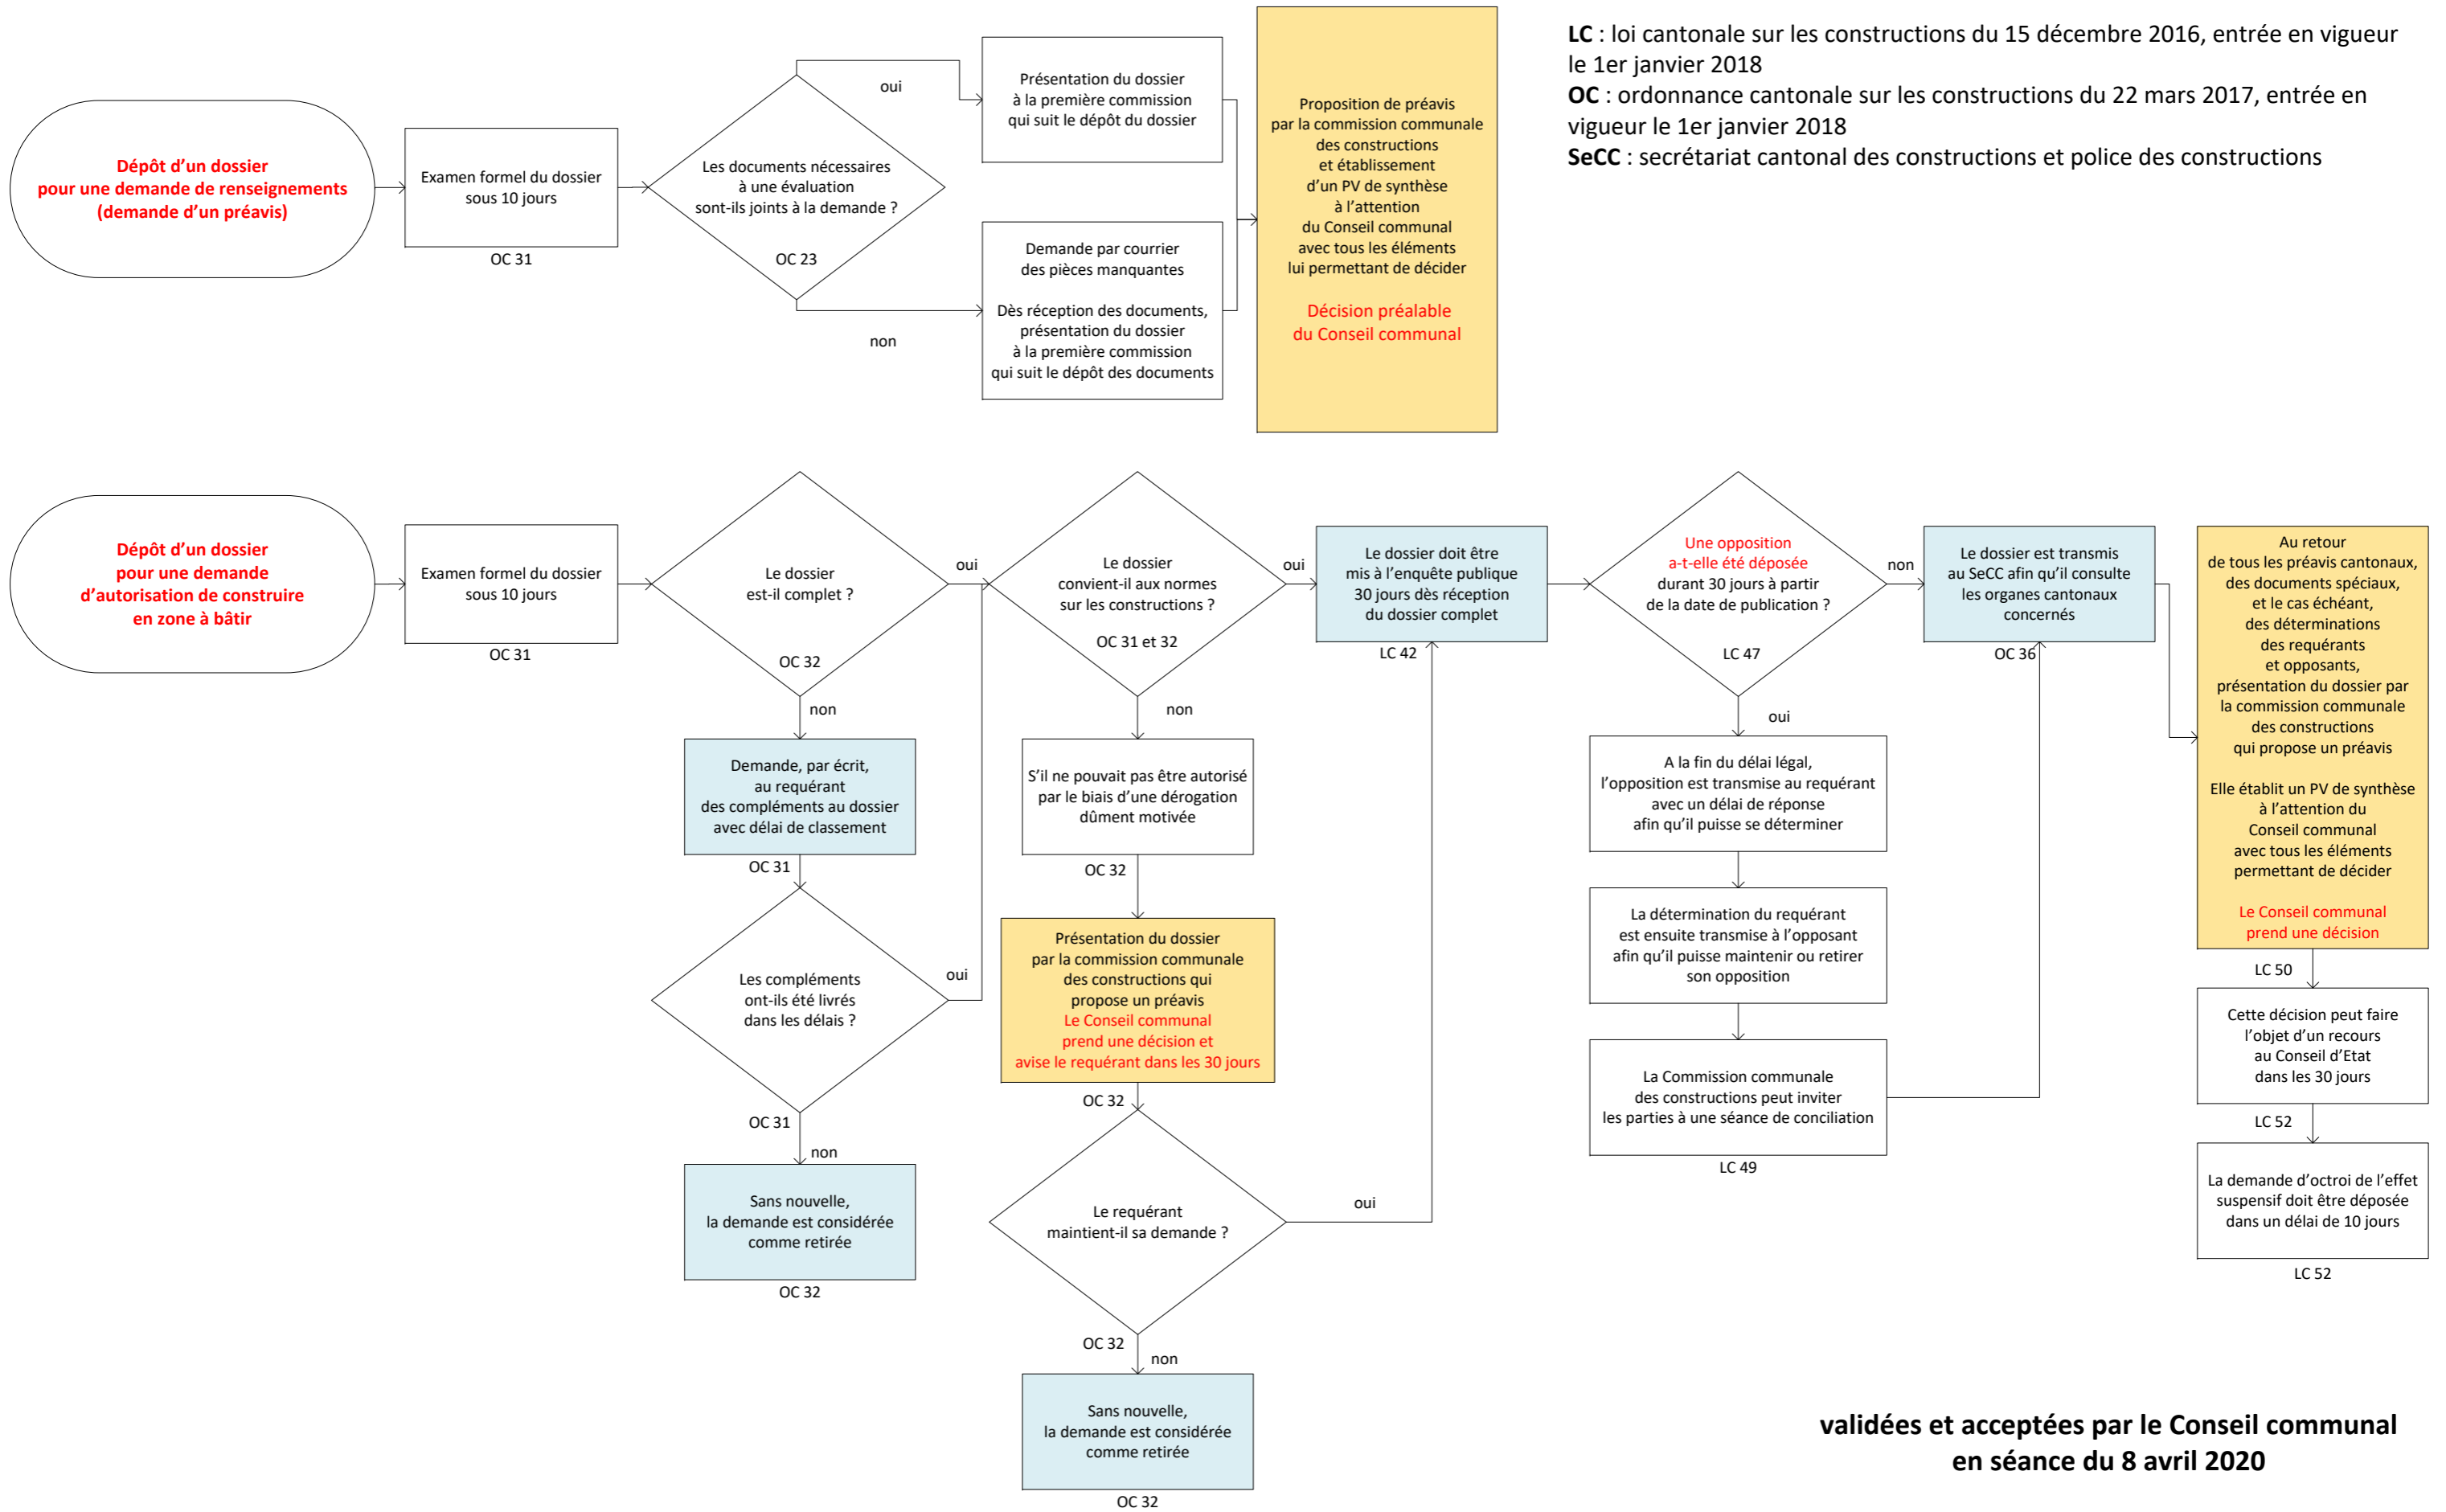 LC : loi cantonale sur les constructions du 15 décembre 2016, entrée en vigueur
le 1er janvier 2018
OC : ordonnance cantonale sur les constructions du 22 mars 2017, entrée en
vigueur le 1er janvier 2018
SeCC : secrétariat cantonal des constructions et police des constructions
Dépôt d’un dossier
pour une demande de renseignements
(demande d’un préavis)
Examen formel du dossier
sous 10 jours
OC 31
Les documents nécessaires
à une évaluation
sont-ils joints à la demande ?
OC 23
oui
Présentation du dossier
à la première commission
qui suit le dépôt du dossier
non
Demande par courrier
des pièces manquantes
Dès réception des documents,
présentation du dossier
à la première commission
qui suit le dépôt des documents
Proposition de préavis
par la commission communale
des constructions
et établissement
d’un PV de synthèse
à l’attention
du Conseil communal
avec tous les éléments
lui permettant de décider
Décision préalable
du Conseil communal
Dépôt d’un dossier
pour une demande
d’autorisation de construire
en zone à bâtir
Examen formel du dossier
sous 10 jours
OC 31
Le dossier
est-il complet ?
OC 32
oui
non
Demande, par écrit,
au requérant
des compléments au dossier
avec délai de classement
OC 31
Les compléments
ont-ils été livrés
dans les délais ?
oui
OC 31
non
Sans nouvelle,
la demande est considérée
comme retirée
OC 32
Le dossier
convient-il aux normes
sur les constructions ?
OC 31 et 32
oui
non
S’il ne pouvait pas être autorisé
par le biais d’une dérogation
dûment motivée
OC 32
Présentation du dossier
par la commission communale
des constructions qui
propose un préavis
Le Conseil communal
prend une décision et
avise le requérant dans les 30 jours
OC 32
Le requérant
maintient-il sa demande ?
oui
OC 32
non
Sans nouvelle,
la demande est considérée
comme retirée
OC 32
Le dossier doit être
mis à l’enquête publique
30 jours dès réception
du dossier complet
LC 42
Une opposition
a-t-elle été déposée
durant 30 jours à partir
de la date de publication ?
LC 47
non
oui
A la fin du délai légal,
l’opposition est transmise au requérant
avec un délai de réponse
afin qu’il puisse se déterminer
La détermination du requérant
est ensuite transmise à l’opposant
afin qu’il puisse maintenir ou retirer
son opposition
La Commission communale
des constructions peut inviter
les parties à une séance de conciliation
LC 49
Le dossier est transmis
au SeCC afin qu’il consulte
les organes cantonaux
concernés
OC 36
Au retour
de tous les préavis cantonaux,
des documents spéciaux,
et le cas échéant,
des déterminations
des requérants
et opposants,
présentation du dossier par
la commission communale
des constructions
qui propose un préavis
Elle établit un PV de synthèse
à l’attention du
Conseil communal
avec tous les éléments
permettant de décider
Le Conseil communal
prend une décision
LC 50
Cette décision peut faire
l’objet d’un recours
au Conseil d’Etat
dans les 30 jours
LC 52
La demande d’octroi de l’effet
suspensif doit être déposée
dans un délai de 10 jours
LC 52
validées et acceptées par le Conseil communal
en séance du 8 avril 2020